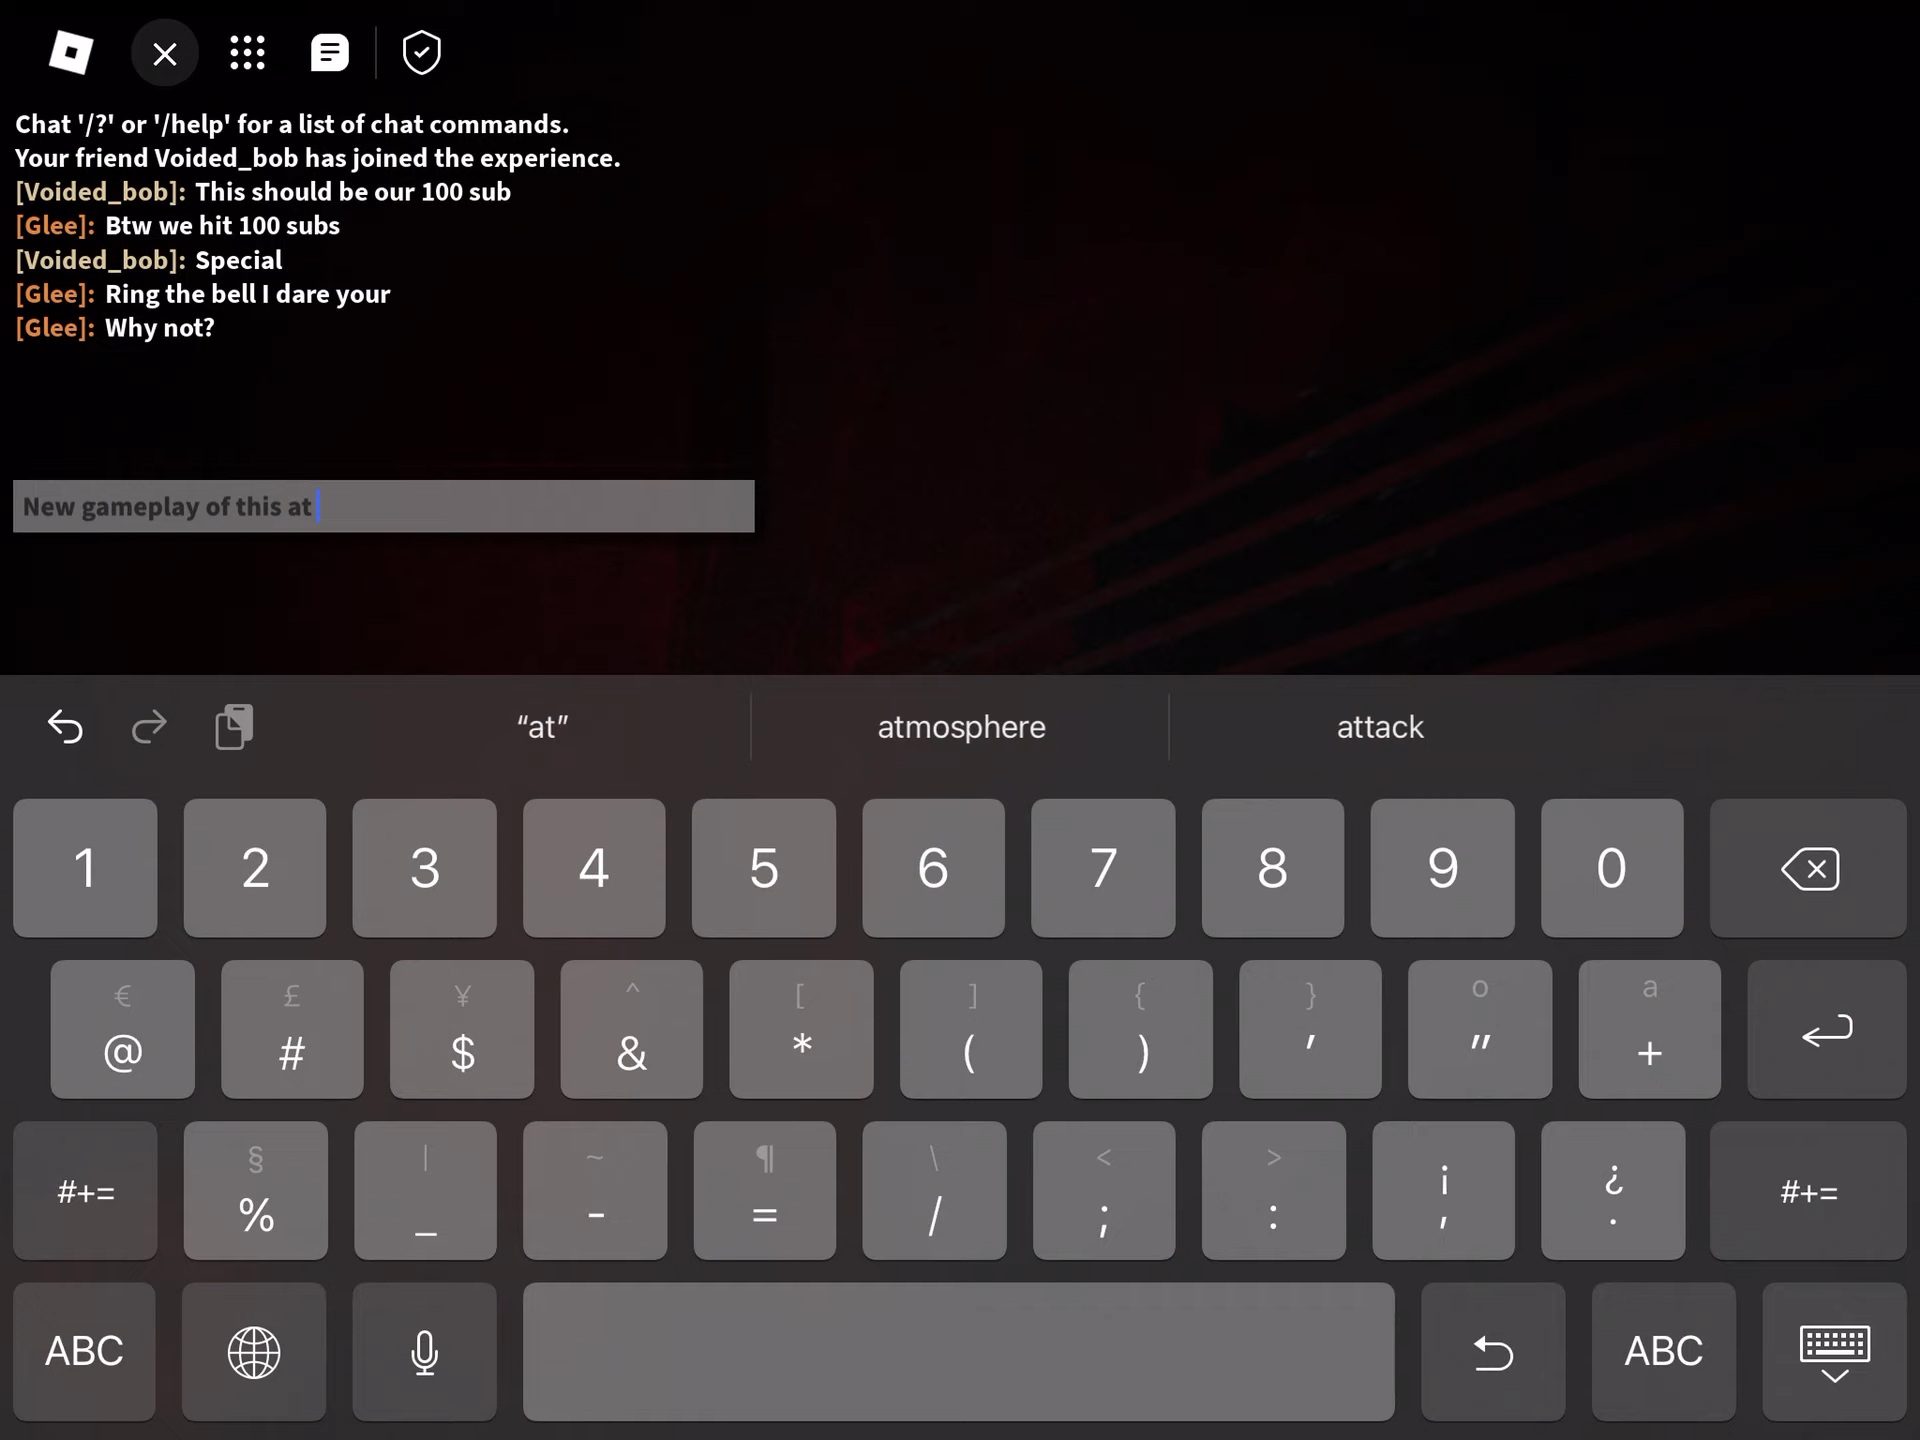 Chat '/?' or '/help' for a list of chat commands.
Your friend Voided_bob has joined the experience.
[Voided_bob]: This should be our 100 sub
[Glee]: Btw we hit 100 subs
[Voided_bob]: Special
[Glee]: Ring the bell I dare your
[Glee]: Why not?
New gameplay of this at
“at” atmosphere attack
1 2 3 4 5 6 7 8 9 0
€ £ ¥ ^ [ ] { } o a
@ # $ & * ( ) ' " +
§ | ~ ¶ \ < > ¡ ¿
#+= % _ - = / ; : , . #+=
ABC ABC